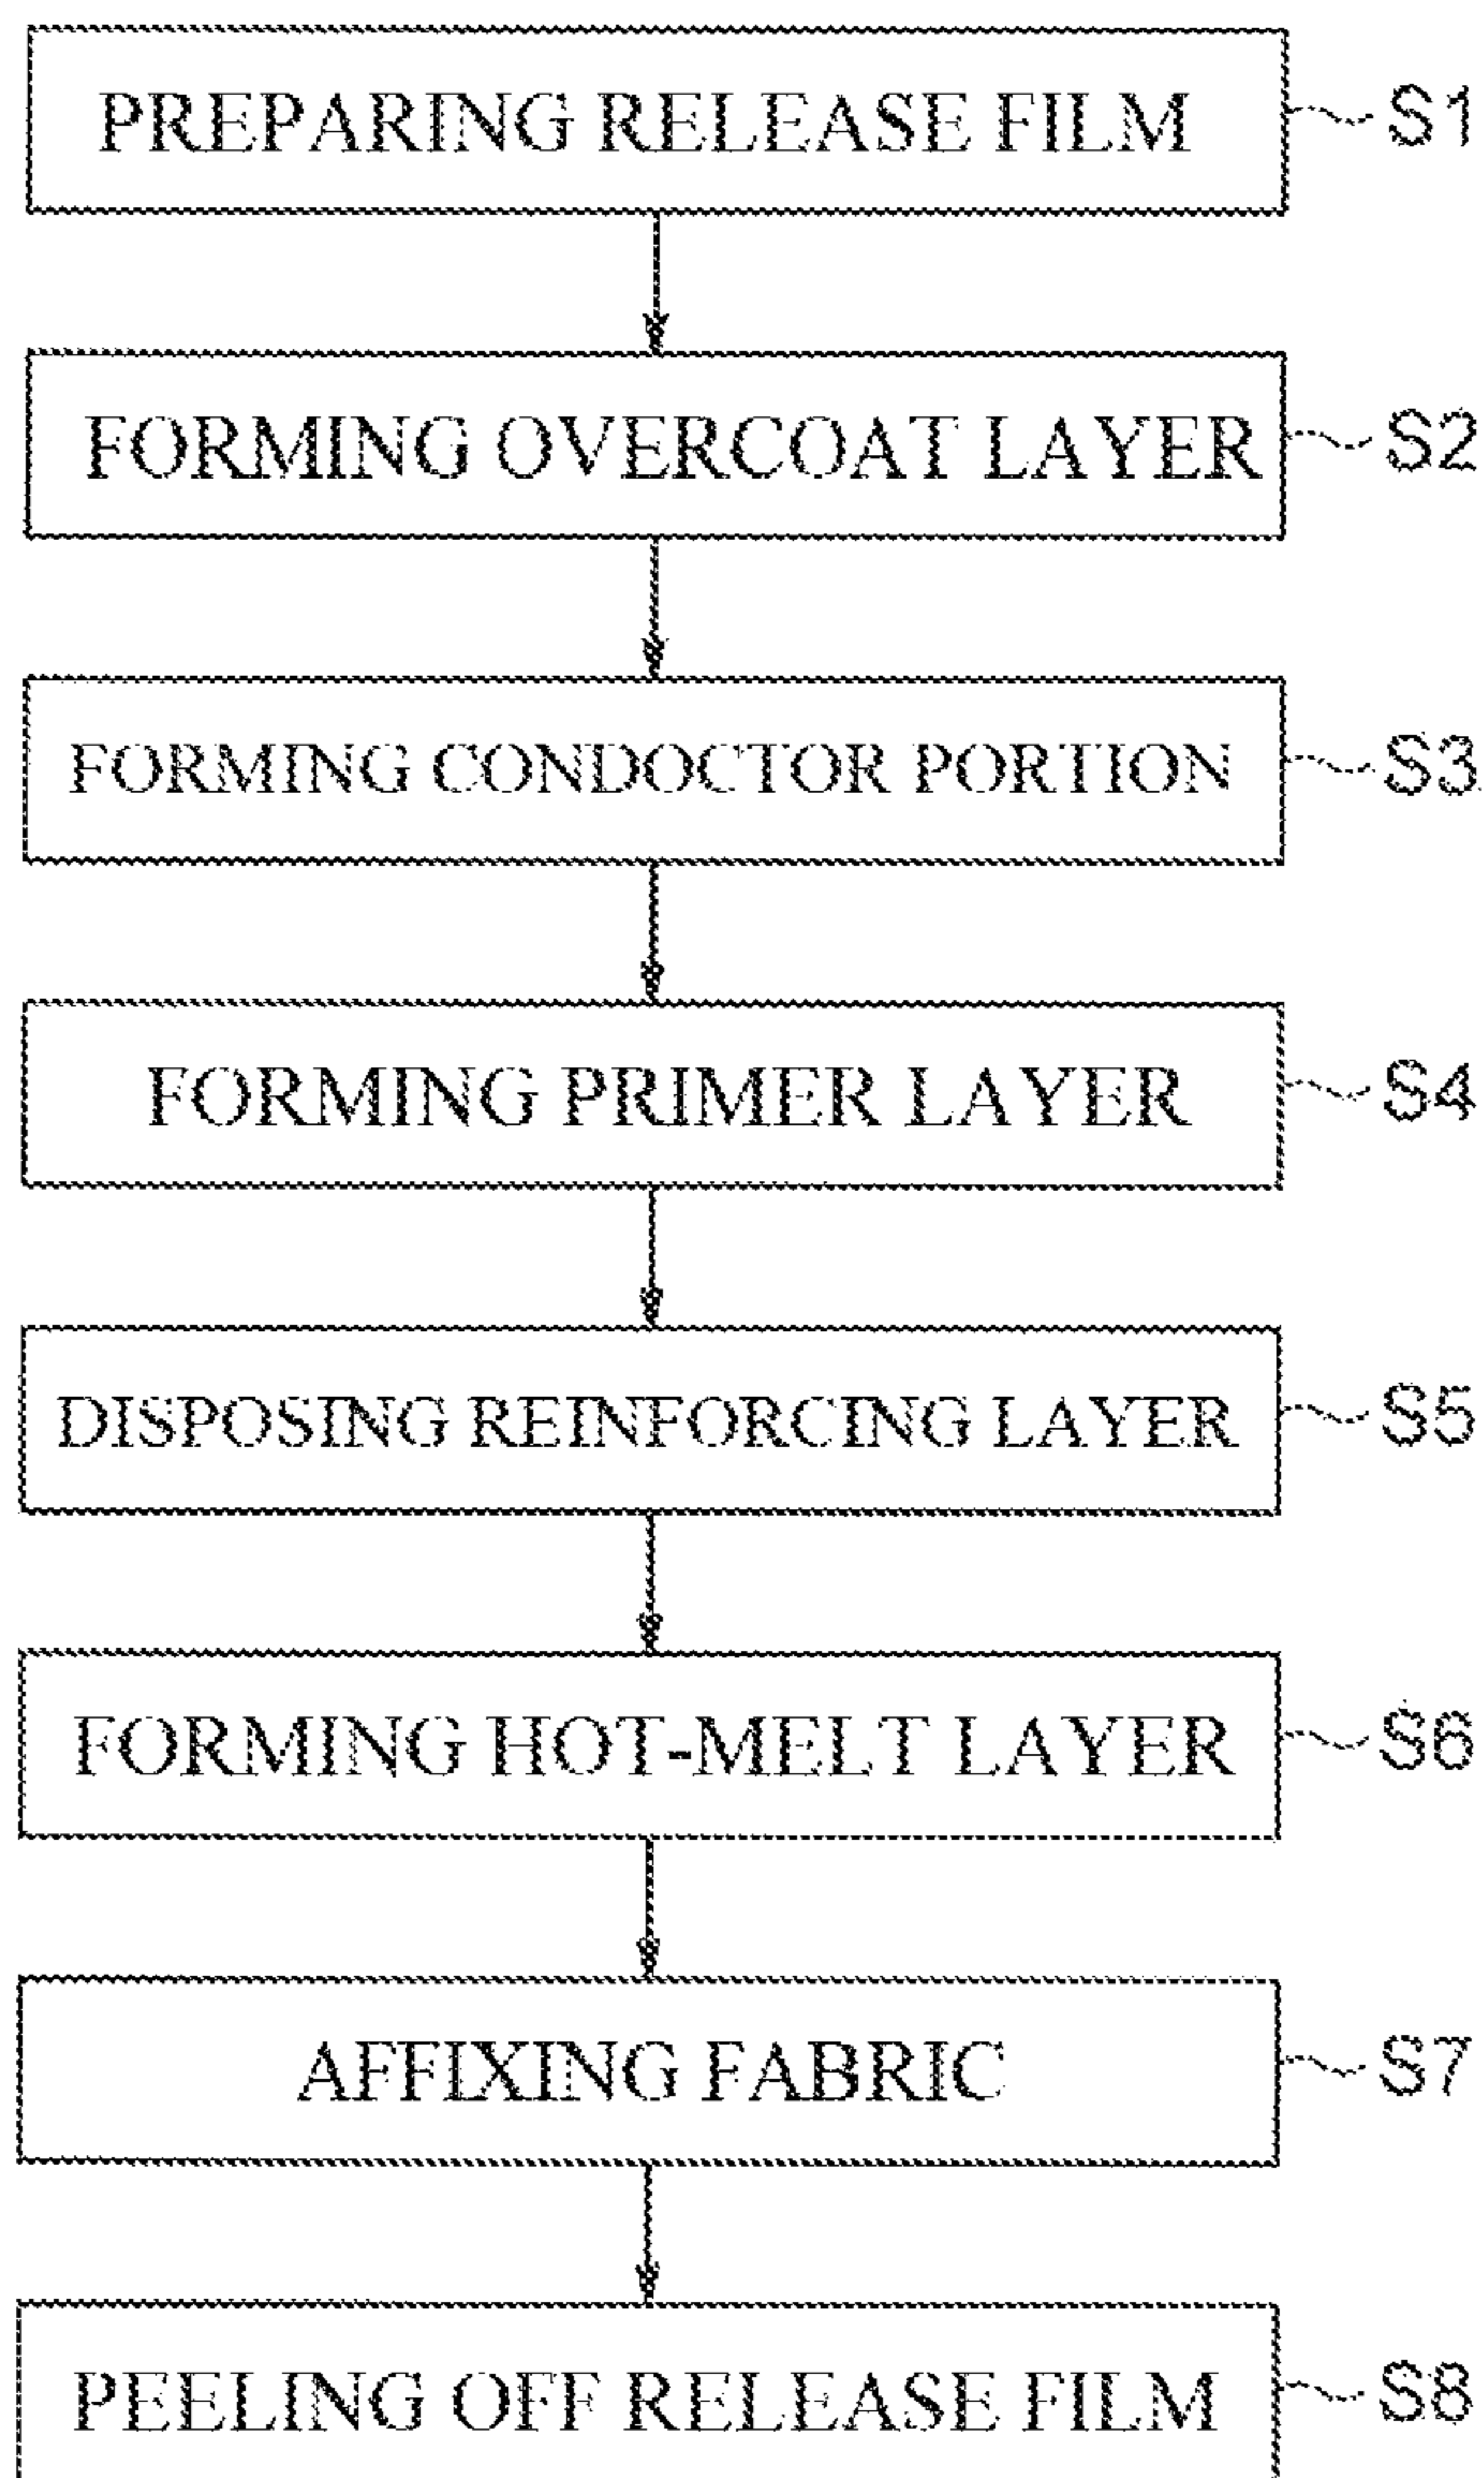 PREPARING RELEASE FILM S1
FORMING OVERCOAT LAYER S2
FORMING CONDOCTOR PORTION S3
FORMING PRIMER LAYER S4
DISPOSING REINFORCING LAYER S5
FORMING HOT-MELT LAYER S6
AFFIXING FABRIC S7
PEELING OFF RELEASE FILM S8